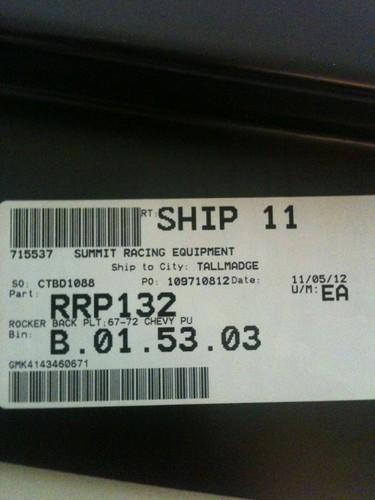 RT: SHIP 11
715537 SUMMIT RACING EQUIPMENT
Ship to City: TALLMADGE
SO: CTBD1088 PO: 109710812 Date: 11/05/12
Part: RRP132 U/M: EA
ROCKER BACK PLT:67-72 CHEVY PU
Bin: B.01.53.03
GMK4143460671